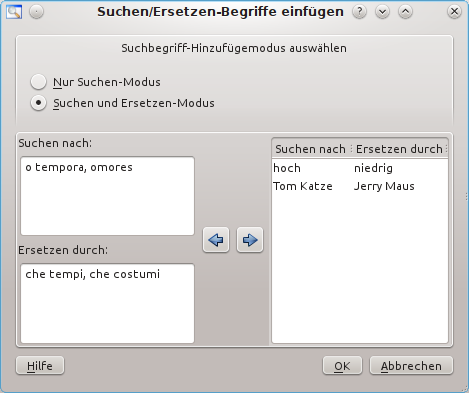 Suchen/Ersetzen-Begriffe einfügen
Suchbegriff-Hinzufügemodus auswählen
Nur Suchen-Modus
Suchen und Ersetzen-Modus
Suchen nach:
o tempora, omores
Ersetzen durch:
che tempi, che costumi
Suchen nach Ersetzen durch
hoch niedrig
Tom Katze Jerry Maus
Hilfe OK Abbrechen